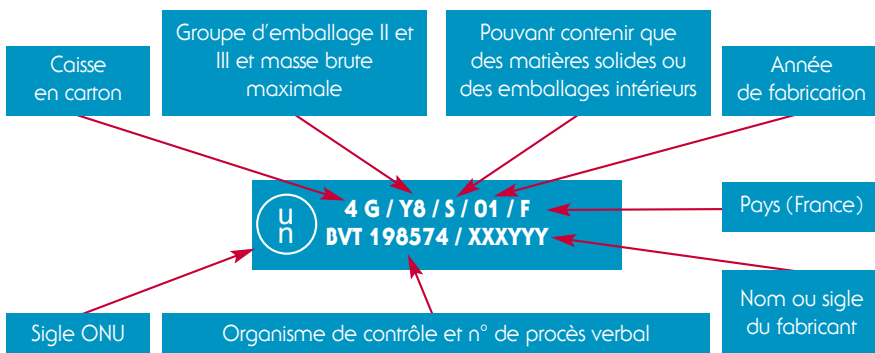 Caisse
en carton
Groupe d'emballage II et
III et masse brute
maximale
Pouvant contenir que
des matières solides ou
des emballages intérieurs
Année
de fabrication
u
n
4 G / Y8 / S / 01 / F
BVT 198574 / XXXYYY
Pays (France)
Sigle ONU
Organisme de contrôle et n° de procès verbal
Nom ou sigle
du fabricant